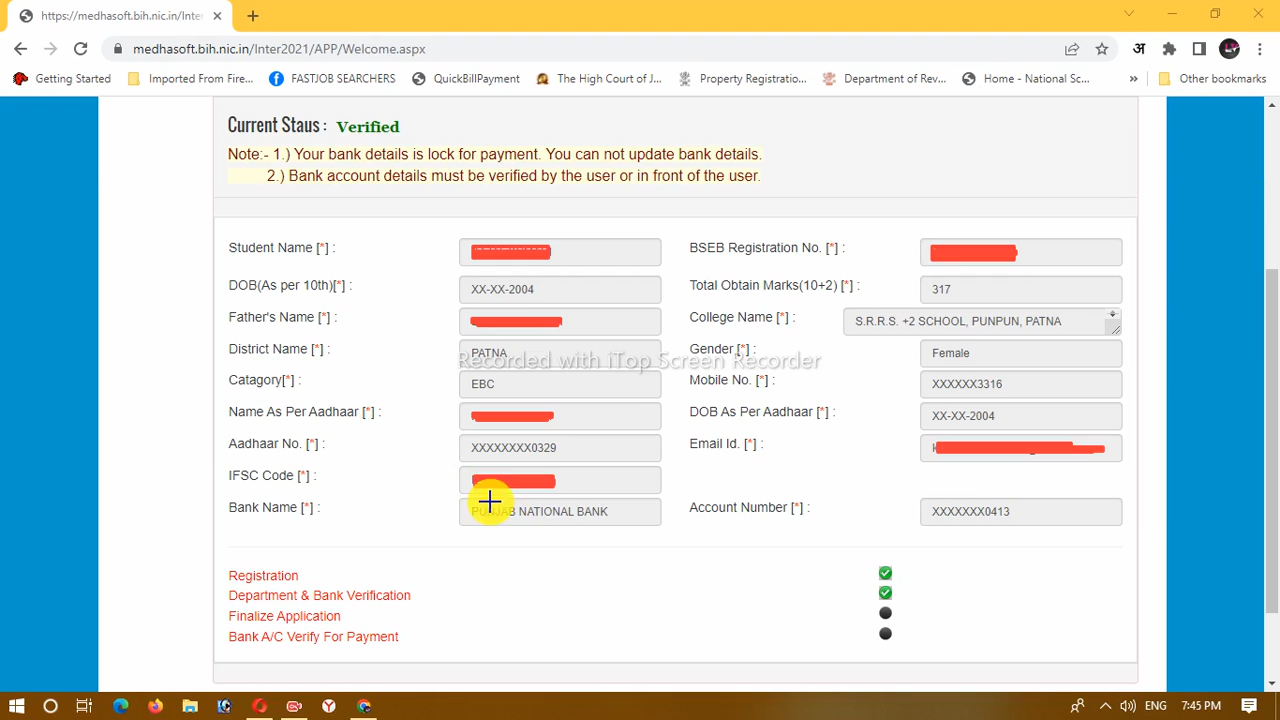 https://medhasoft.bih.nic.in/Inter
medhasoft.bih.nic.in/Inter2021/APP/Welcome.aspx
अ
Getting Started Imported From Fire... FASTJOB SEARCHERS QuickBillPayment The High Court of J... Property Registratio... Department of Rev... Home - National Sc... » Other bookmarks
Current Staus : Verified
Note:- 1.) Your bank details is lock for payment. You can not update bank details.
2.) Bank account details must be verified by the user or in front of the user.
Student Name [*] : BSEB Registration No. [*] :
DOB(As per 10th)[*] : XX-XX-2004 Total Obtain Marks(10+2) [*] : 317
Father's Name [*] : College Name [*] : S.R.R.S. +2 SCHOOL, PUNPUN, PATNA
District Name [*] : PATNA Gender [*] : Female
Recorded with iTop Screen Recorder
Catagory[*] : EBC Mobile No. [*] : XXXXXX3316
Name As Per Aadhaar [*] : DOB As Per Aadhaar [*] : XX-XX-2004
Aadhaar No. [*] : XXXXXXXX0329 Email Id. [*] :
IFSC Code [*] :
Bank Name [*] : PUNJAB NATIONAL BANK Account Number [*] : XXXXXXX0413
Registration
Department & Bank Verification
Finalize Application
Bank A/C Verify For Payment
ENG 7:45 PM